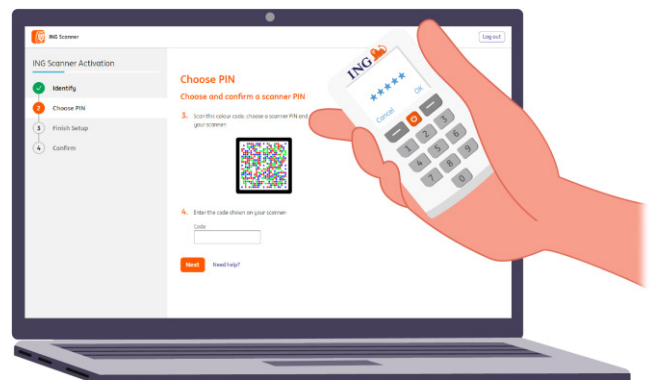 ING Scanner
Log out
ING Scanner Activation
Identify
2 Choose PIN
3 Finish Setup
4 Confirm
Choose PIN
Choose and confirm a scanner PIN
3. Scan this colour code, choose a scanner PIN and
your scanner.
4. Enter the code shown on your scanner.
Code
Next
Need help?
ING
*****
Cancel
OK
1 2 3
4 5 6
7 8 9
0